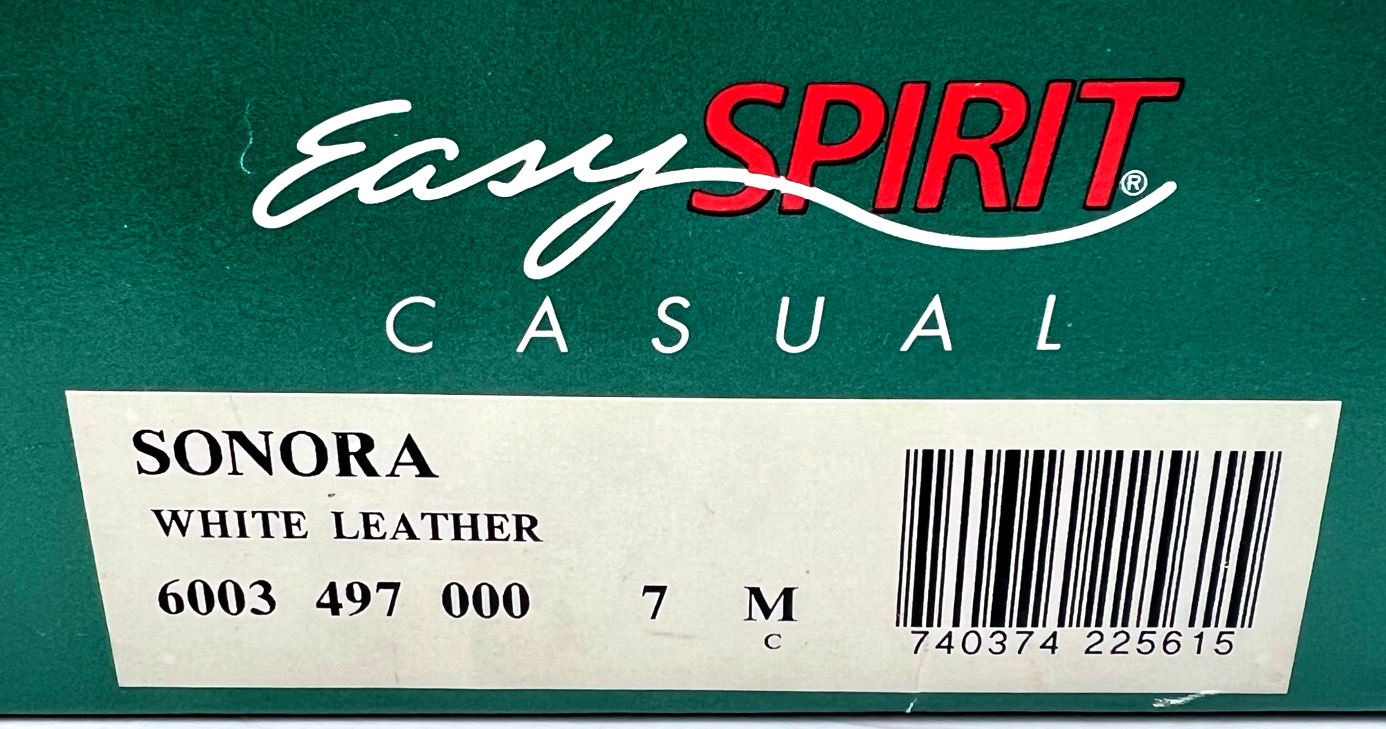 Easy SPIRIT®
CASUAL
SONORA
WHITE LEATHER
6003 497 000 7 M
C
740374 225615